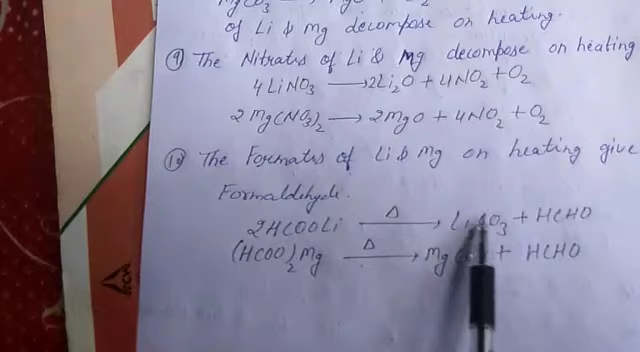 of Li & Mg decompose on heating.
⑨ The Nitrates of Li & Mg decompose on heating
4LiNO₃ ⟶ 2Li₂O + 4NO₂ + O₂
2Mg(NO₃)₂ ⟶ 2MgO + 4NO₂ + O₂
⑩ The Formates of Li & Mg on heating give
Formaldehyde.
2HCOOLi —Δ→ O₃ + HCHO
(HCOO)₂Mg —Δ→ Mg + HCHO